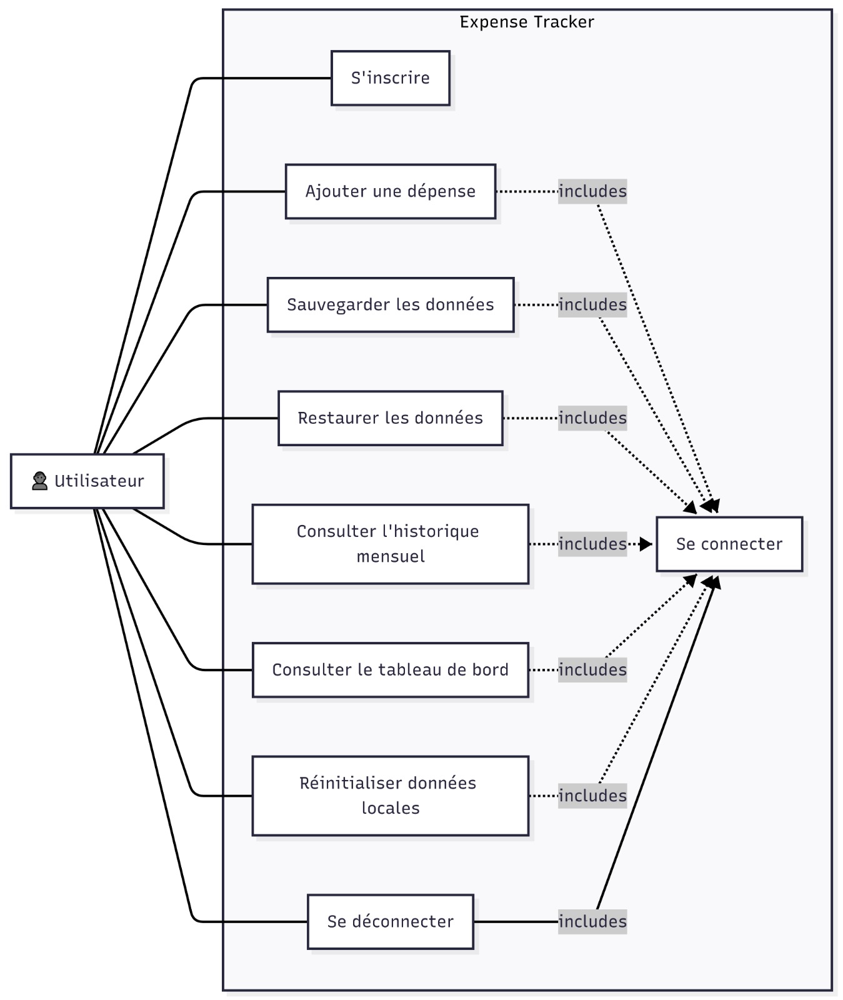 Expense Tracker
S'inscrire
Ajouter une dépense
includes
Sauvegarder les données
includes
Restaurer les données
includes
Utilisateur
Consulter l'historique
mensuel
includes
Se connecter
Consulter le tableau de bord
includes
Réinitialiser données
locales
includes
Se déconnecter
includes